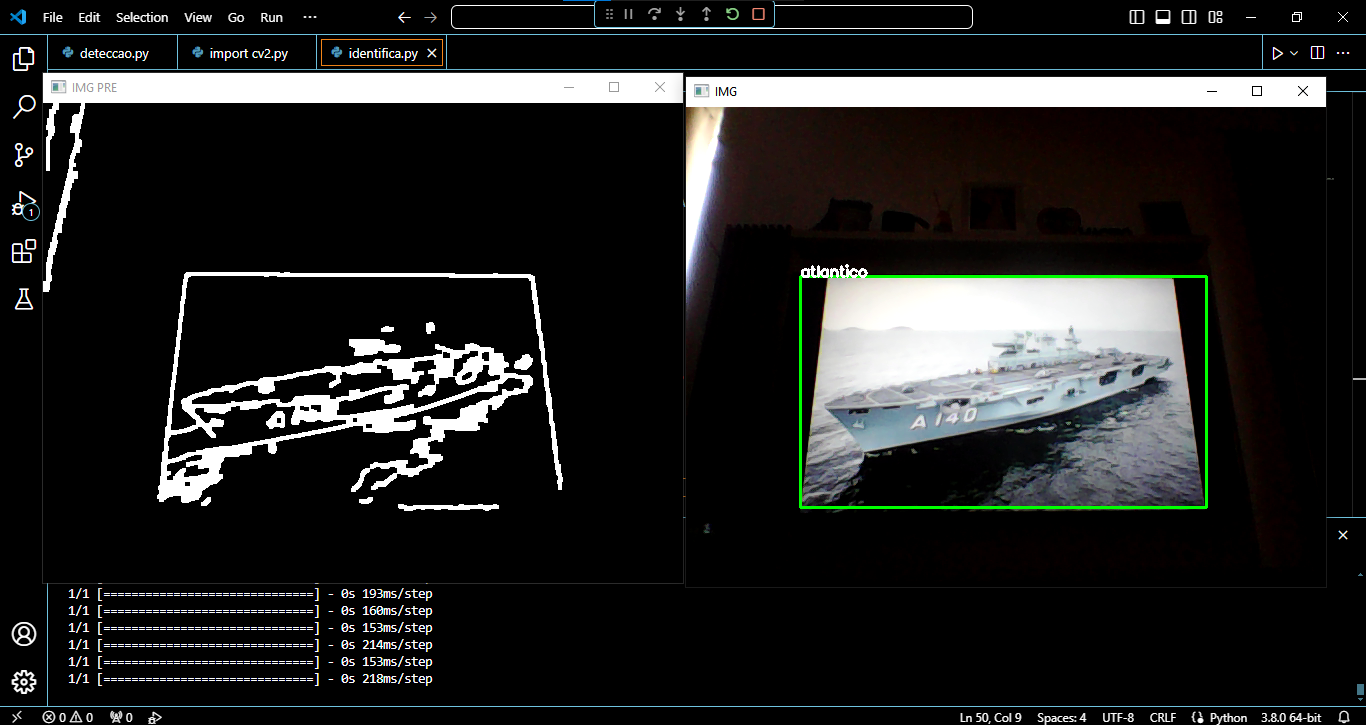 File Edit Selection View Go Run ···
deteccao.py import cv2.py identifica.py
IMG PRE
IMG
atlantico
A 140
1/1 [==============================] - 0s 193ms/step
1/1 [==============================] - 0s 160ms/step
1/1 [==============================] - 0s 153ms/step
1/1 [==============================] - 0s 214ms/step
1/1 [==============================] - 0s 153ms/step
1/1 [==============================] - 0s 218ms/step
1
0 0 0 Ln 50, Col 9 Spaces: 4 UTF-8 CRLF Python 3.8.0 64-bit